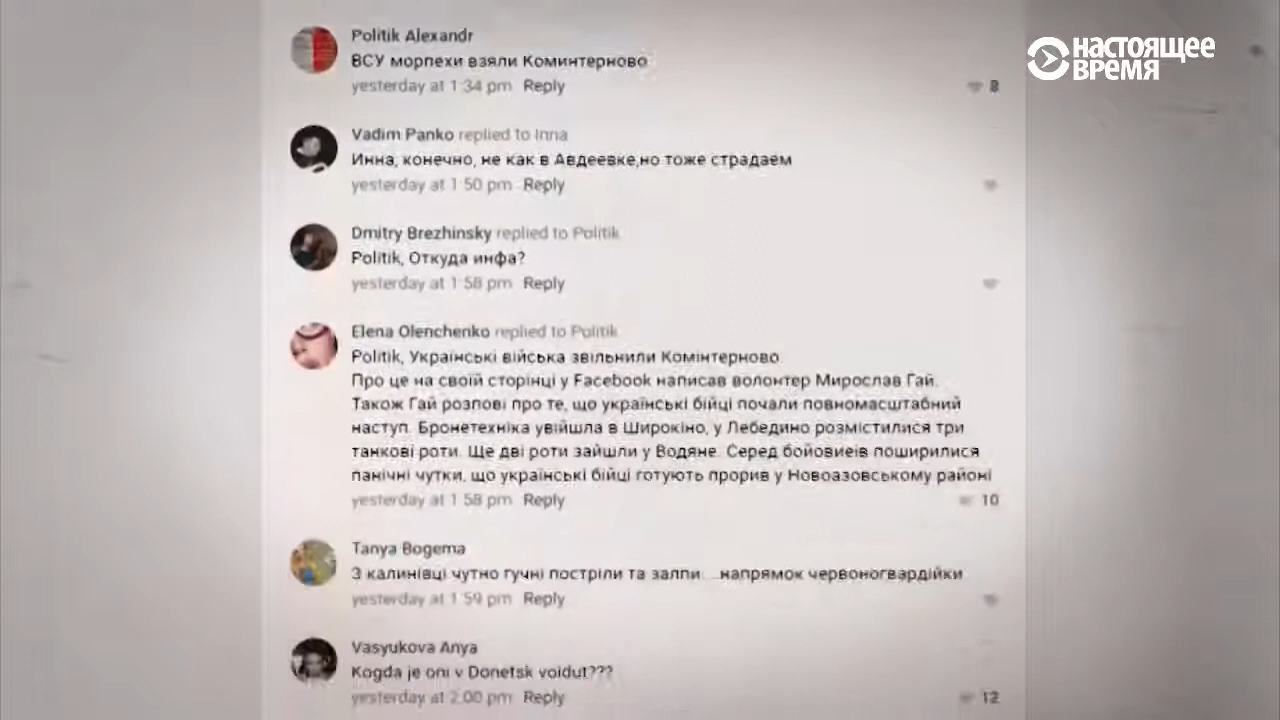 Politik Alexandr
ВСУ морпехи взяли Коминтерново
yesterday at 1:34 pm Reply
8
НАСТОЯЩЕЕ
ВРЕМЯ
Vadim Panko replied to Inna
Инна, конечно, не как в Авдеевке,но тоже страдаем
yesterday at 1:50 pm Reply
Dmitry Brezhinsky replied to Politik
Politik, Откуда инфа?
yesterday at 1:58 pm Reply
Elena Olenchenko replied to Politik
Politik, Українські війська звільнили Комінтерново
Про це на своїй сторінці у Facebook написав волонтер Мирослав Гай.
Також Гай розпові про те, що українські бійці почали повномасштабний
наступ. Бронетехніка увійшла в Широкіно, у Лебедино розмістилися три
танкові роти. Ще дві роти зайшли у Водяне. Серед бойовиеів поширилися
панічні чутки, що українські бійці готують прорив у Новоазовському районі
yesterday at 1:58 pm Reply
10
Tanya Bogema
З калинівці чутно гучні постріли та залпи....напрямок червоногвардійки
yesterday at 1:59 pm Reply
Vasyukova Anya
Kogda je oni v Donetsk voidut???
yesterday at 2:00 pm Reply
12